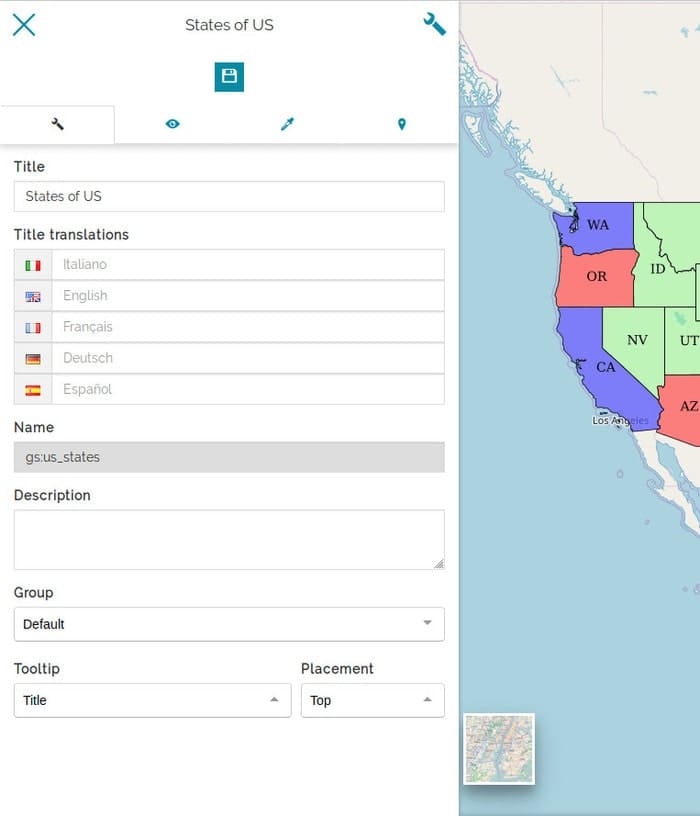 States of US
Title
States of US
Title translations
Italiano
English
Français
Deutsch
Español
Name
gs:us_states
Description
Group
Default
Tooltip
Placement
Title
Top
WA
OR
ID
NV
UT
CA
AZ
Los Angeles